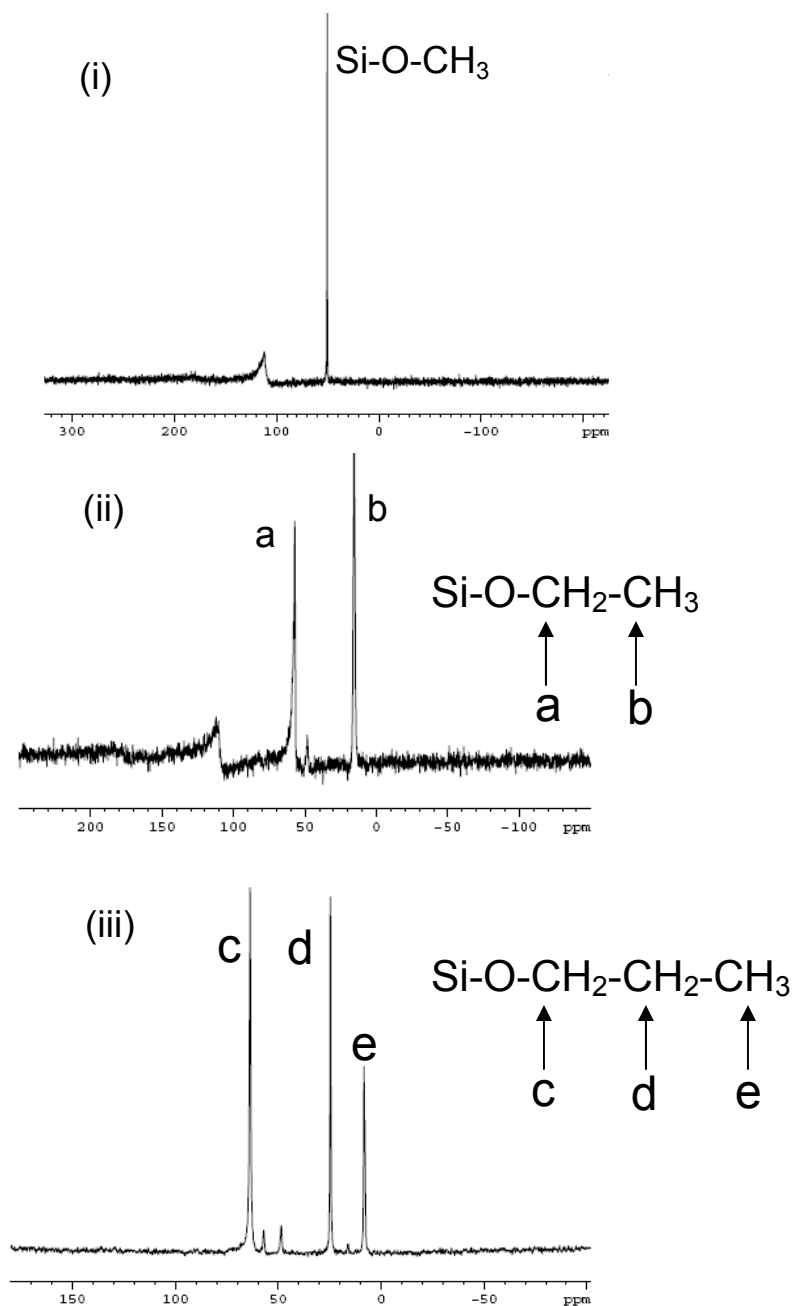 (i)
Si-O-CH₃
300 200 100 0 -100 ppm
(ii)
a
b
Si-O-CH₂-CH₃
a b
200 150 100 50 0 -50 -100 ppm
(iii)
c d e
Si-O-CH₂-CH₂-CH₃
c d e
150 100 50 0 -50 ppm